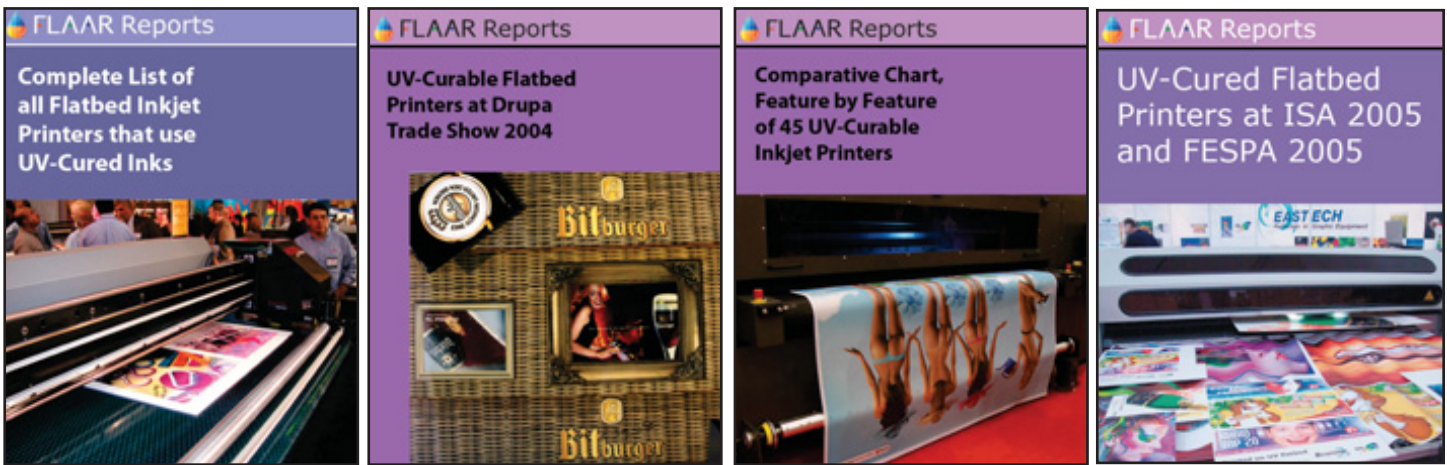 FLAAR Reports
Complete List of
all Flatbed Inkjet
Printers that use
UV-Cured Inks
FLAAR Reports
UV-Curable Flatbed
Printers at Drupa
Trade Show 2004
Bitburger
Bitburger
FLAAR Reports
Comparative Chart,
Feature by Feature
of 45 UV-Curable
Inkjet Printers
FLAAR Reports
UV-Cured Flatbed
Printers at ISA 2005
and FESPA 2005
EASTECH